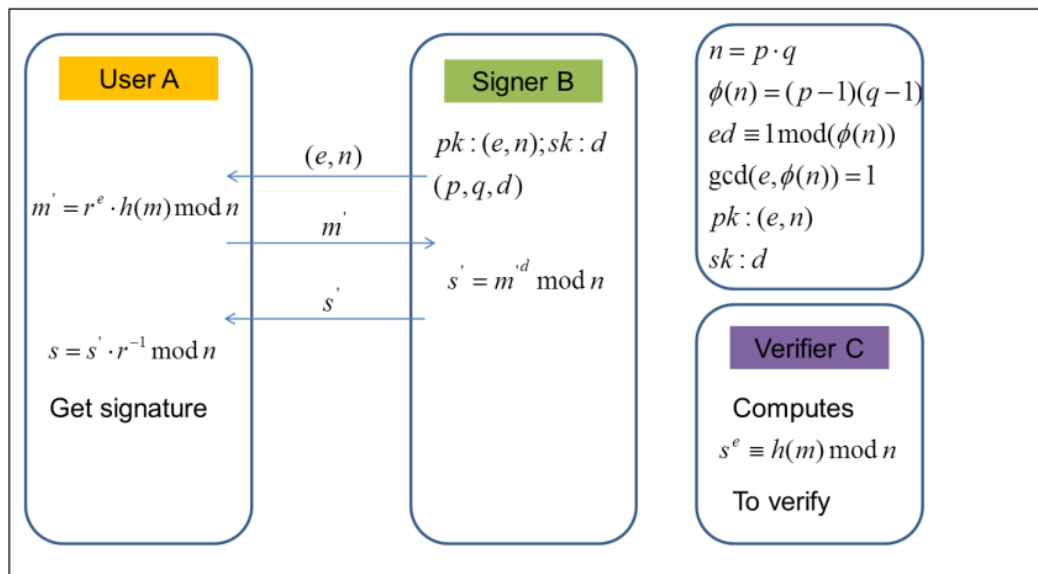 User A
m' = r^e · h(m) mod n
s = s' · r^{-1} mod n
Get signature
(e, n)
m'
s'
Signer B
pk : (e, n); sk : d
(p, q, d)
s' = m'^d mod n
n = p · q
ϕ(n) = (p − 1)(q − 1)
ed ≡ 1 mod(ϕ(n))
gcd(e, ϕ(n)) = 1
pk : (e, n)
sk : d
Verifier C
Computes
s^e ≡ h(m) mod n
To verify